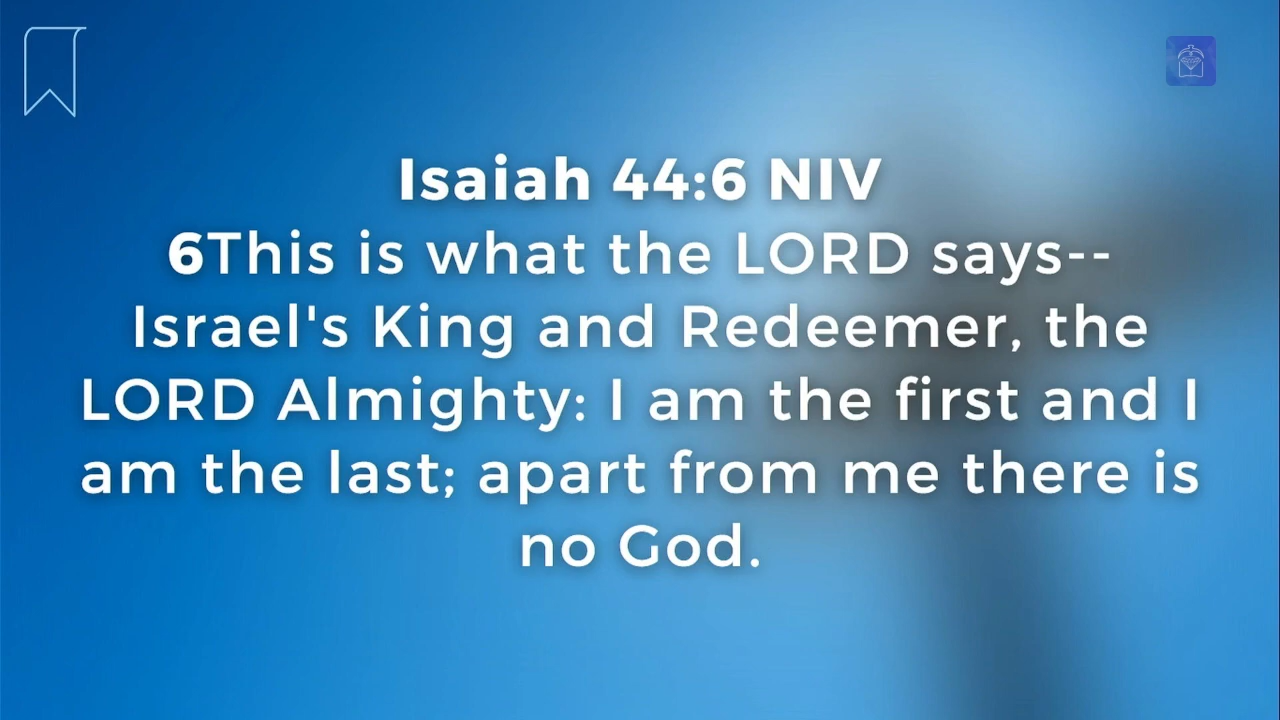 Isaiah 44:6 NIV
6This is what the LORD says--
Israel's King and Redeemer, the
LORD Almighty: I am the first and I
am the last; apart from me there is
no God.